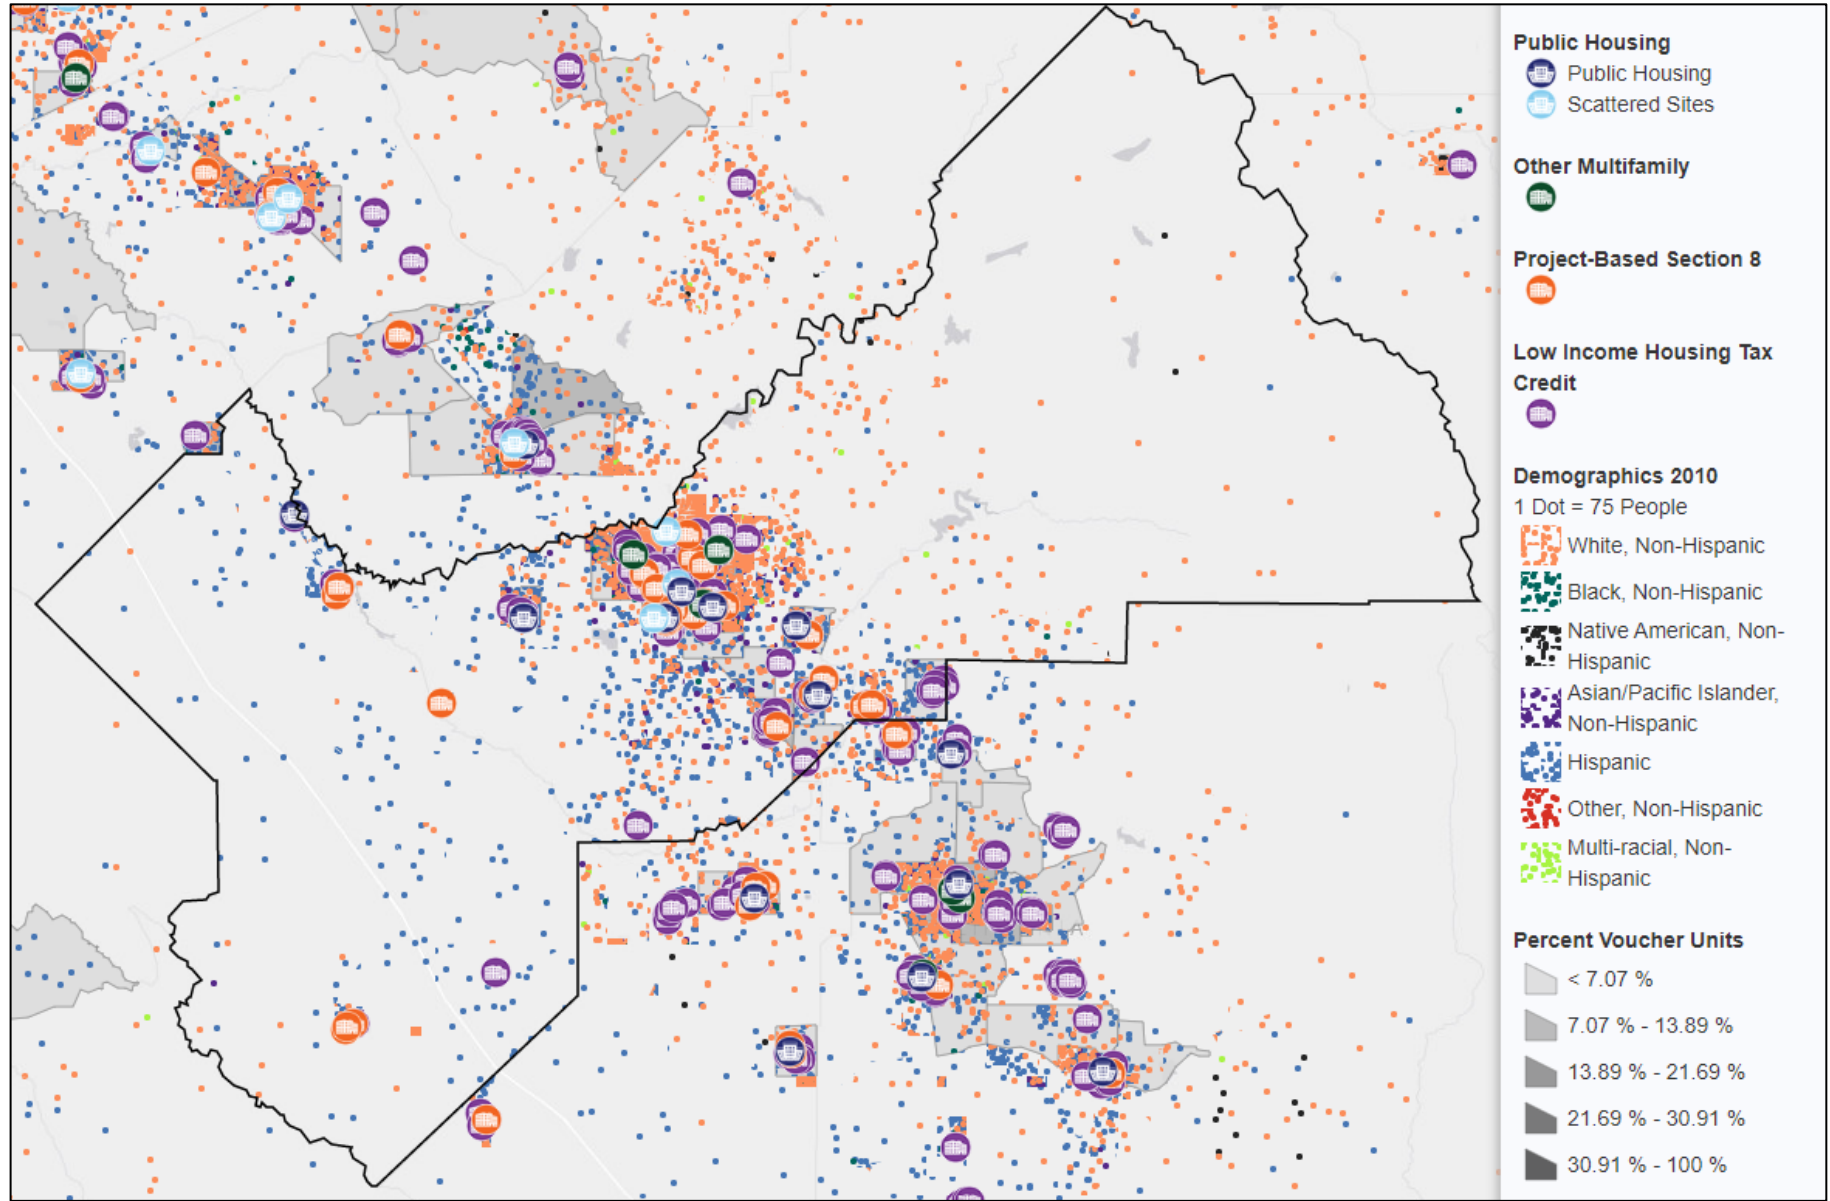 Public Housing
Public Housing
Scattered Sites
Other Multifamily
Project-Based Section 8
Low Income Housing Tax
Credit
Demographics 2010
1 Dot = 75 People
White, Non-Hispanic
Black, Non-Hispanic
Native American, Non-
Hispanic
Asian/Pacific Islander,
Non-Hispanic
Hispanic
Other, Non-Hispanic
Multi-racial, Non-
Hispanic
Percent Voucher Units
< 7.07 %
7.07 % - 13.89 %
13.89 % - 21.69 %
21.69 % - 30.91 %
30.91 % - 100 %